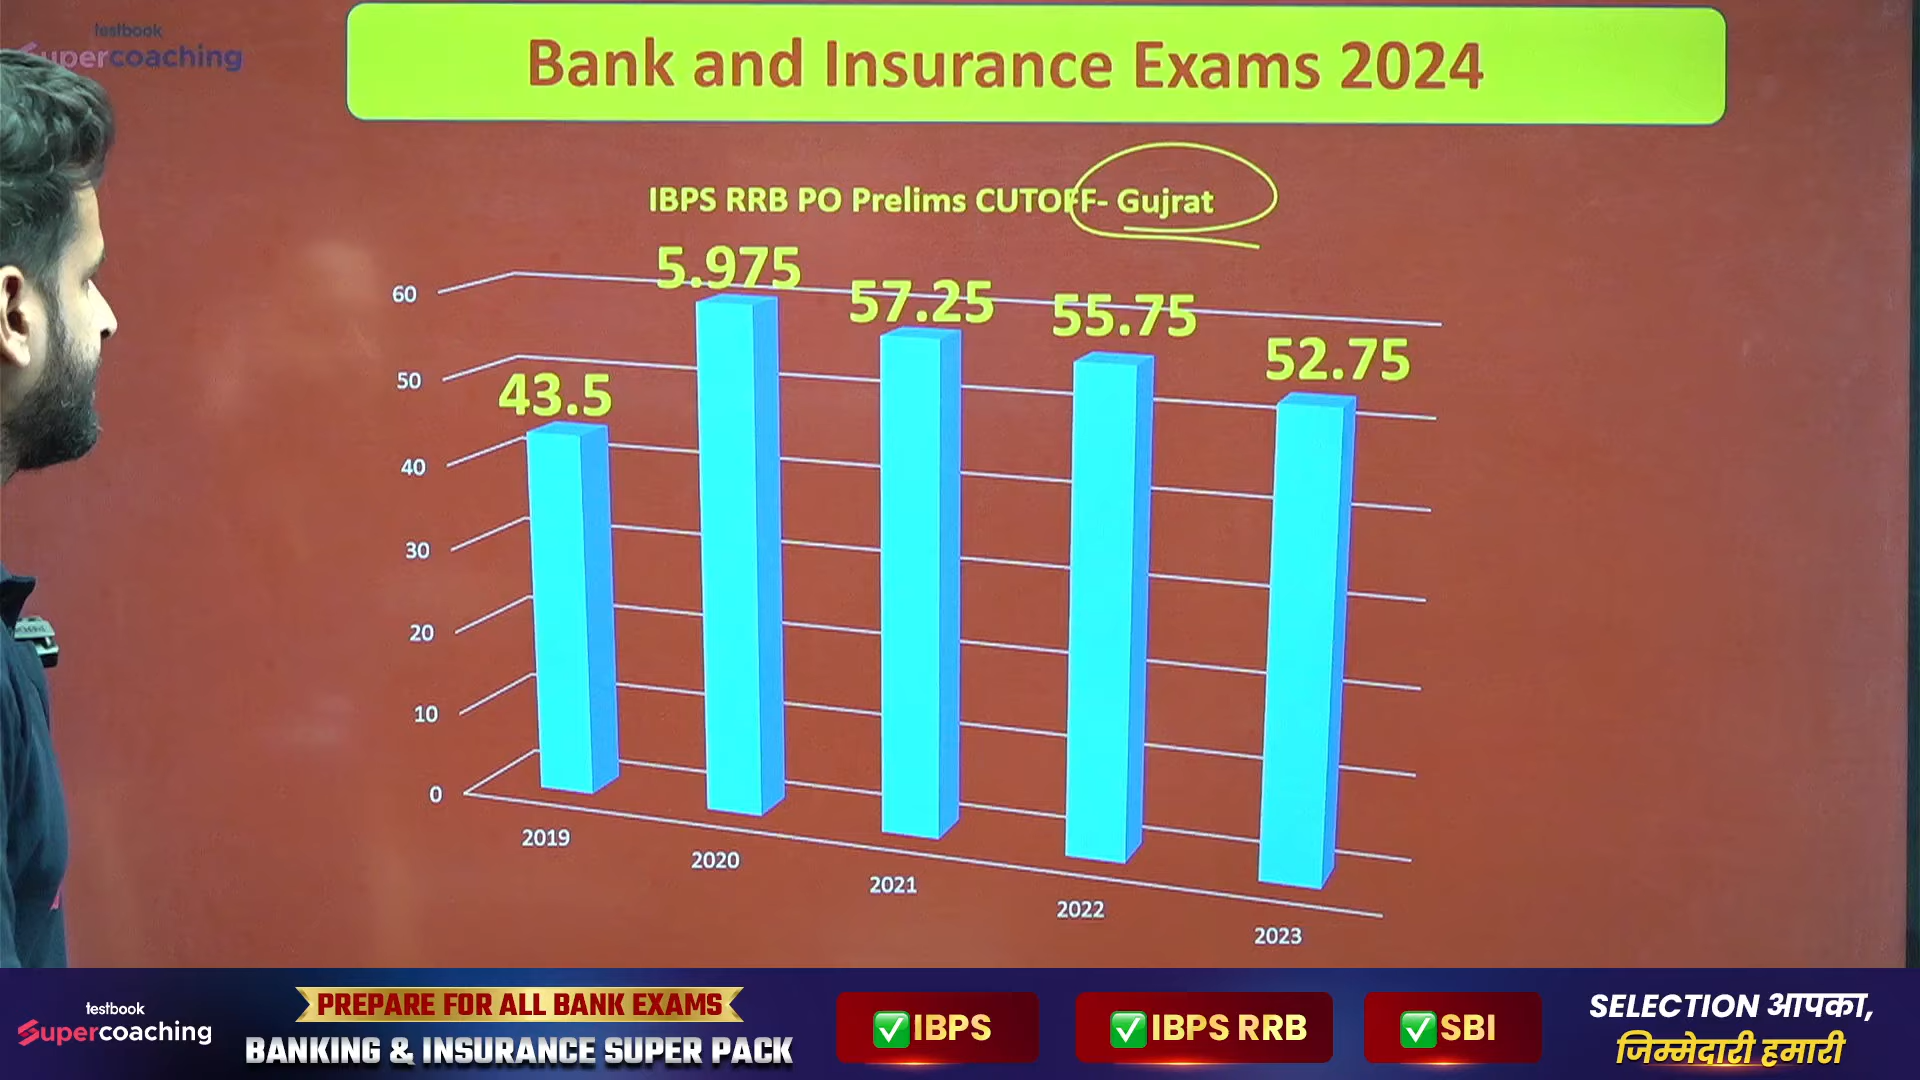 testbook
Supercoaching
Bank and Insurance Exams 2024
IBPS RRB PO Prelims CUTOFF- Gujrat
5.975
57.25
55.75
52.75
43.5
60
50
40
30
20
10
0
2019
2020
2021
2022
2023
testbook
Supercoaching
PREPARE FOR ALL BANK EXAMS
BANKING & INSURANCE SUPER PACK
✅IBPS
✅IBPS RRB
✅SBI
SELECTION आपका,
जिम्मेदारी हमारी